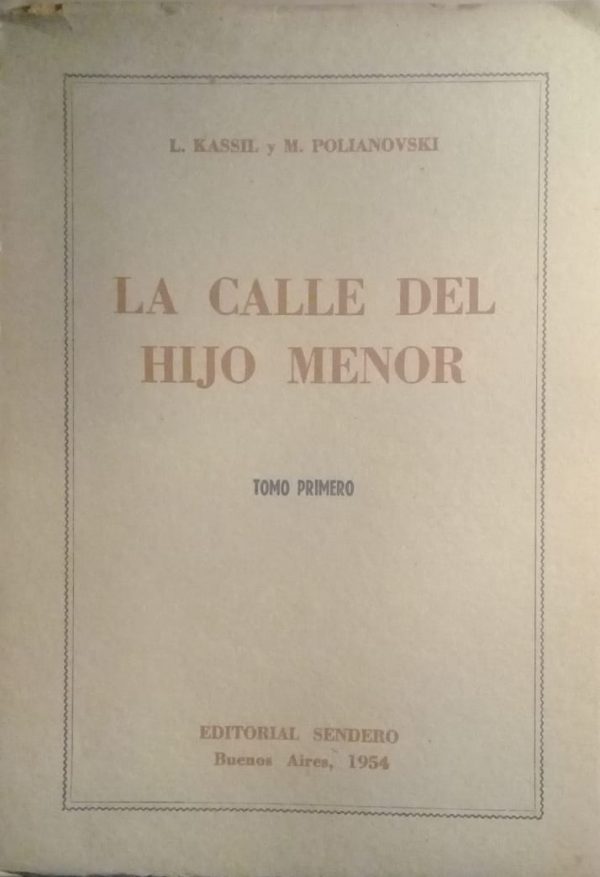 L. KASSIL y M. POLIANOVSKI
LA CALLE DEL
HIJO MENOR
TOMO PRIMERO
EDITORIAL SENDERO
Buenos Aires, 1954